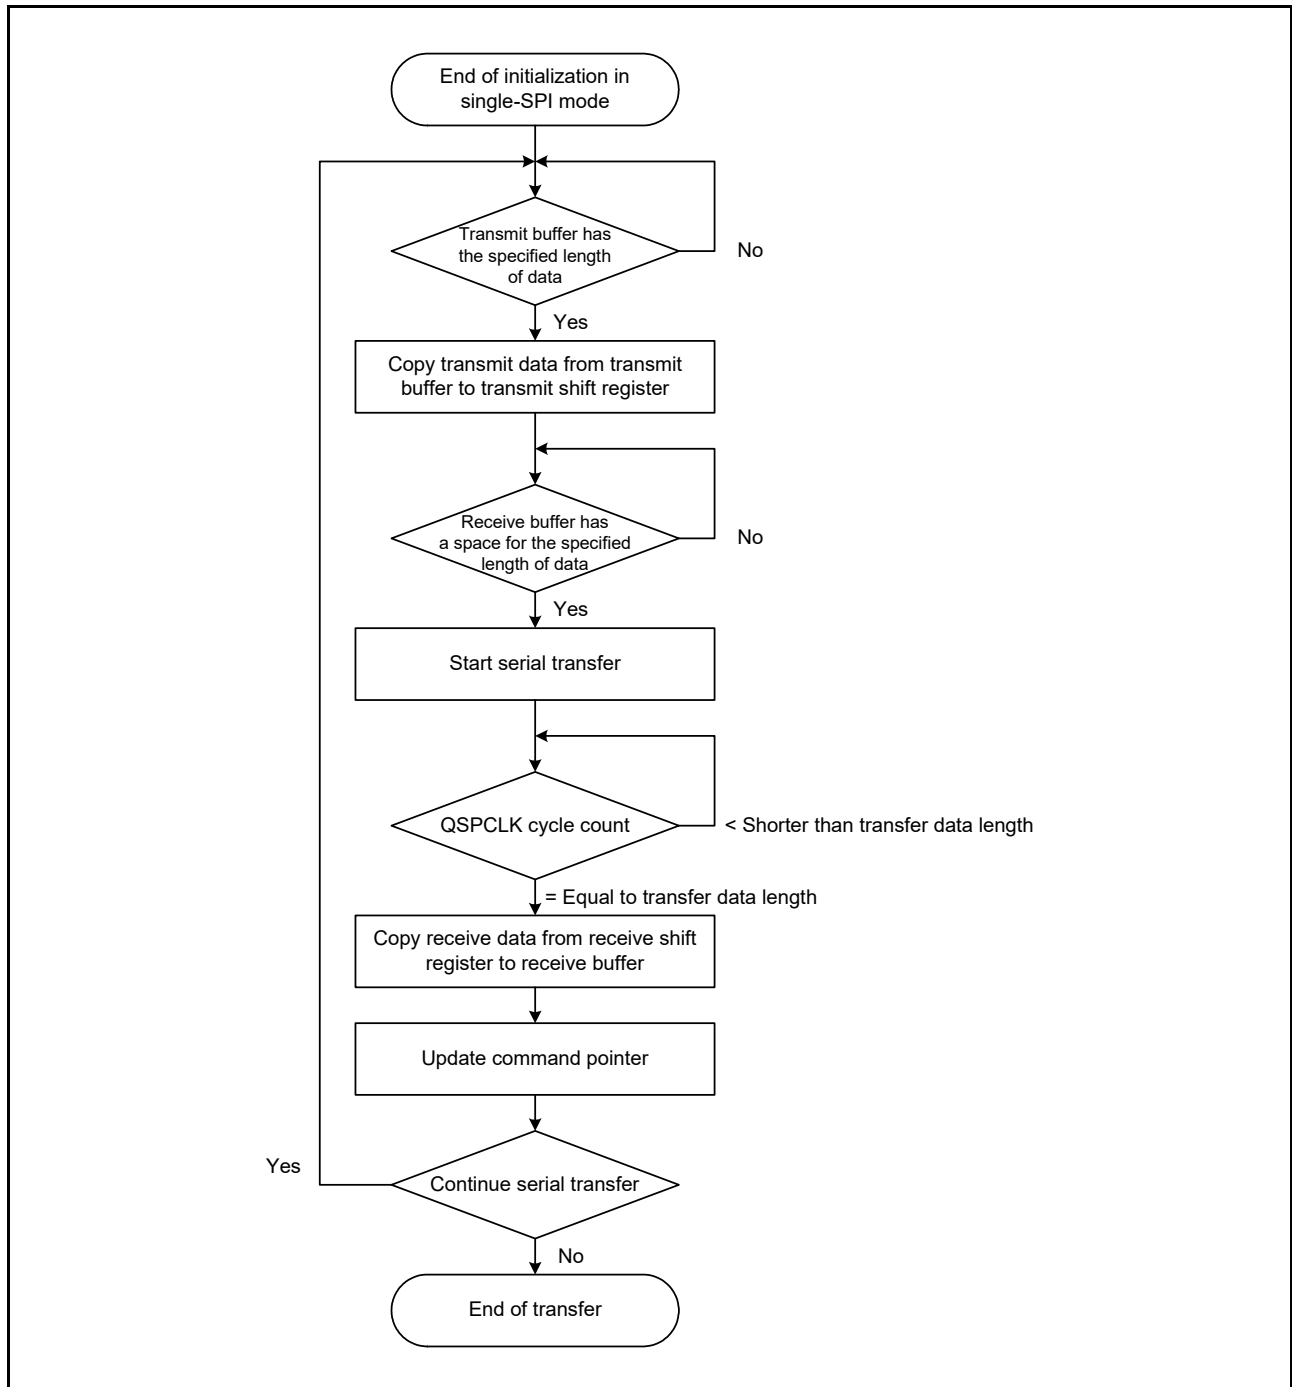 End of initialization in
single-SPI mode
Transmit buffer has
the specified length
of data
No
Yes
Copy transmit data from transmit
buffer to transmit shift register
Receive buffer has
a space for the specified
length of data
No
Yes
Start serial transfer
QSPCLK cycle count
< Shorter than transfer data length
= Equal to transfer data length
Copy receive data from receive shift
register to receive buffer
Update command pointer
Yes
Continue serial transfer
No
End of transfer